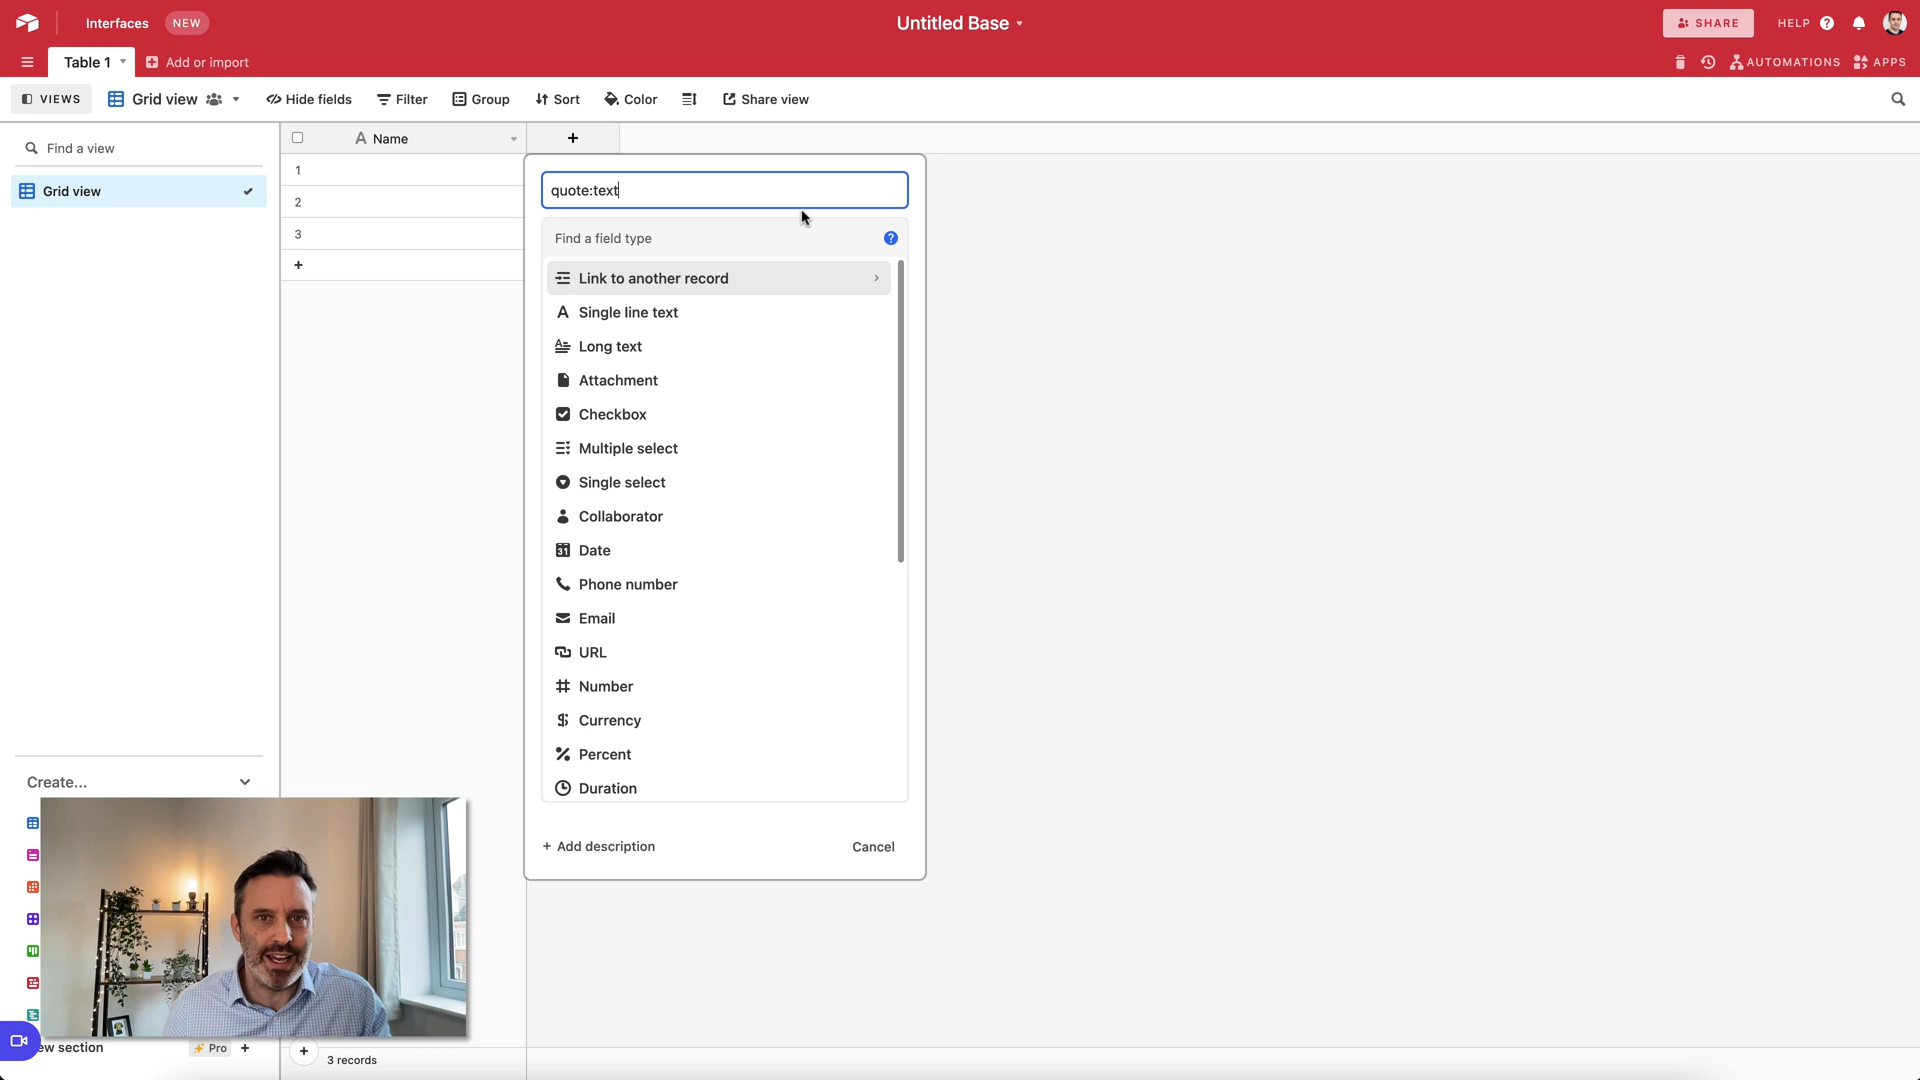 Interfaces NEW
Untitled Base
SHARE
HELP ?
Table 1
Add or import
AUTOMATIONS
APPS
VIEWS
Grid view
Hide fields
Filter
Group
Sort
Color
Share view
Find a view
Grid view
A Name
+
1
2
3
+
quote:text
Find a field type ?
Link to another record
A Single line text
Long text
Attachment
Checkbox
Multiple select
Single select
Collaborator
31 Date
Phone number
Email
URL
# Number
$ Currency
% Percent
Duration
+ Add description
Cancel
Create...
ew section
Pro +
+
3 records